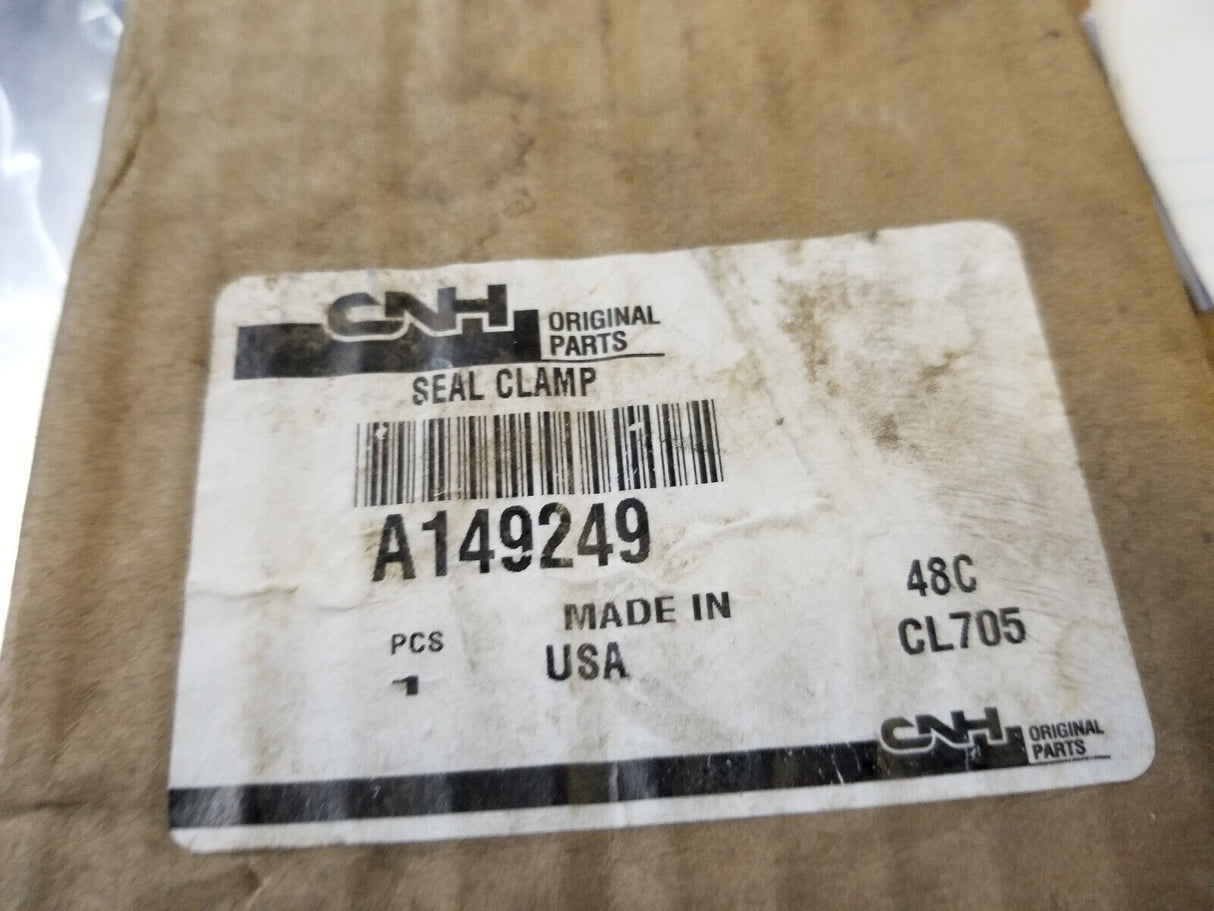 CNH ORIGINAL
PARTS
SEAL CLAMP
A149249
MADE IN
USA
PCS
1
48C
CL705
CNH ORIGINAL
PARTS